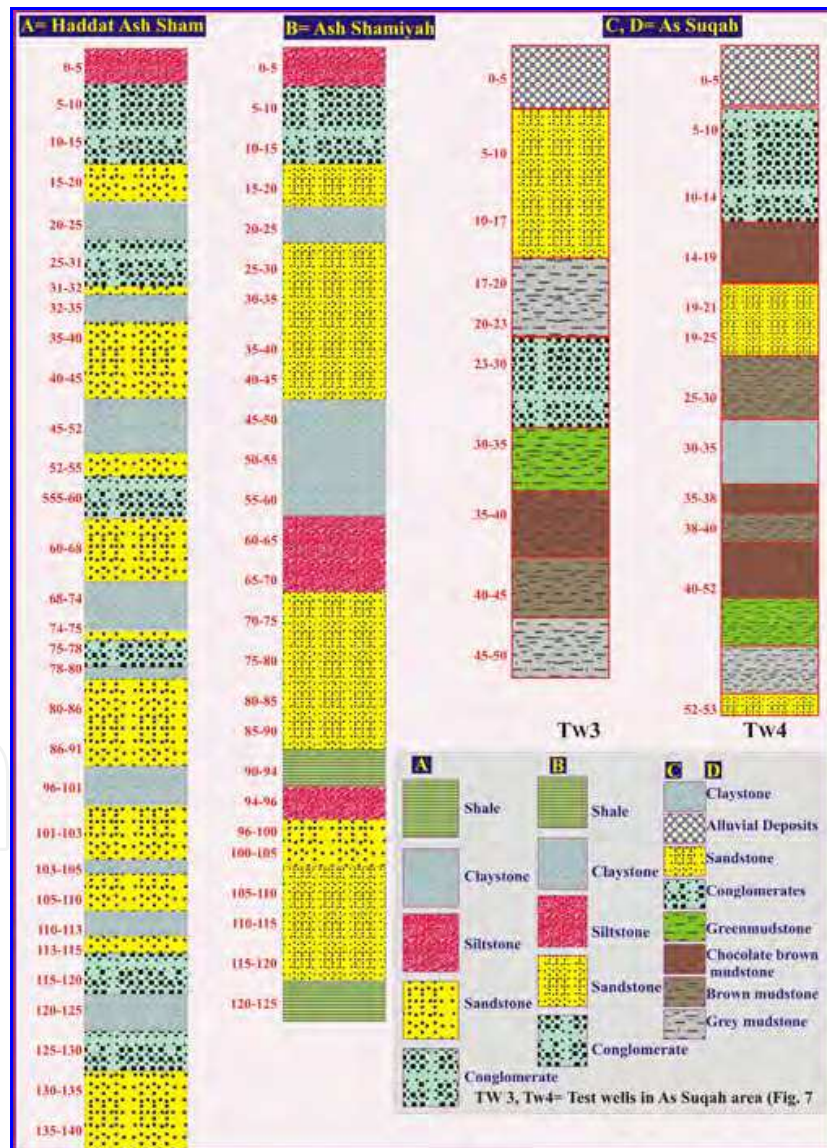 A= Haddat Ash Sham
B= Ash Shamiyah
C, D= As Suqah
0-5
5-10
10-15
15-20
20-25
25-31
31-32
32-35
35-40
40-45
45-52
52-55
555-60
60-68
68-74
74-75
75-78
78-80
80-86
86-91
96-101
101-103
103-105
105-110
110-113
113-115
115-120
120-125
125-130
130-135
135-140
0-5
5-10
10-15
15-20
20-25
25-30
30-35
35-40
40-45
45-50
50-55
55-60
60-65
65-70
70-75
75-80
80-85
85-90
90-94
94-96
96-100
100-105
105-110
110-115
115-120
120-125
0-5
5-10
10-17
17-20
20-23
23-30
30-35
35-40
40-45
45-50
Tw3
0-5
5-10
10-14
14-19
19-21
19-25
25-30
30-35
35-38
38-40
40-52
52-53
Tw4
A
Shale
Claystone
Siltstone
Sandstone
Conglomerate
B
Shale
Claystone
Siltstone
Sandstone
Conglomerate
C D
Claystone
Alluvial Deposits
Sandstone
Conglomerates
Greenmudstone
Chocolate brown
mudstone
Brown mudstone
Grey mudstone
TW 3, Tw4= Test wells in As Suqah area (Fig. 7